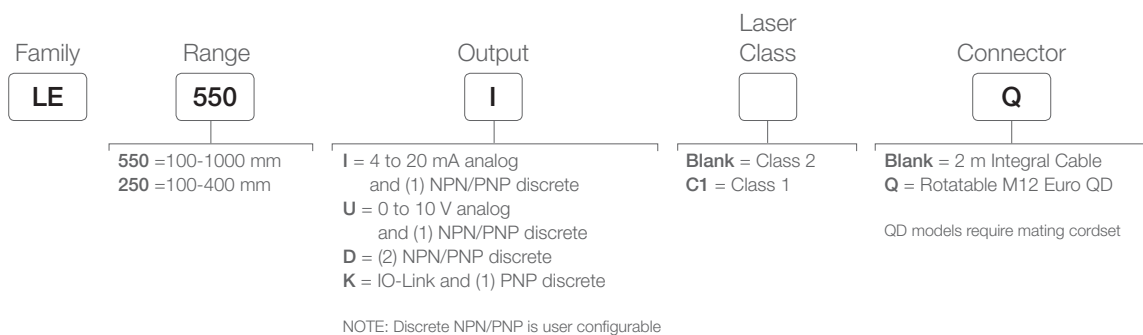 Family
Range
Output
Laser
Class
Connector
LE
550
I
Q
550 =100-1000 mm
250 =100-400 mm
I = 4 to 20 mA analog
and (1) NPN/PNP discrete
U = 0 to 10 V analog
and (1) NPN/PNP discrete
D = (2) NPN/PNP discrete
K = IO-Link and (1) PNP discrete
NOTE: Discrete NPN/PNP is user configurable
Blank = Class 2
C1 = Class 1
Blank = 2 m Integral Cable
Q = Rotatable M12 Euro QD
QD models require mating cordset